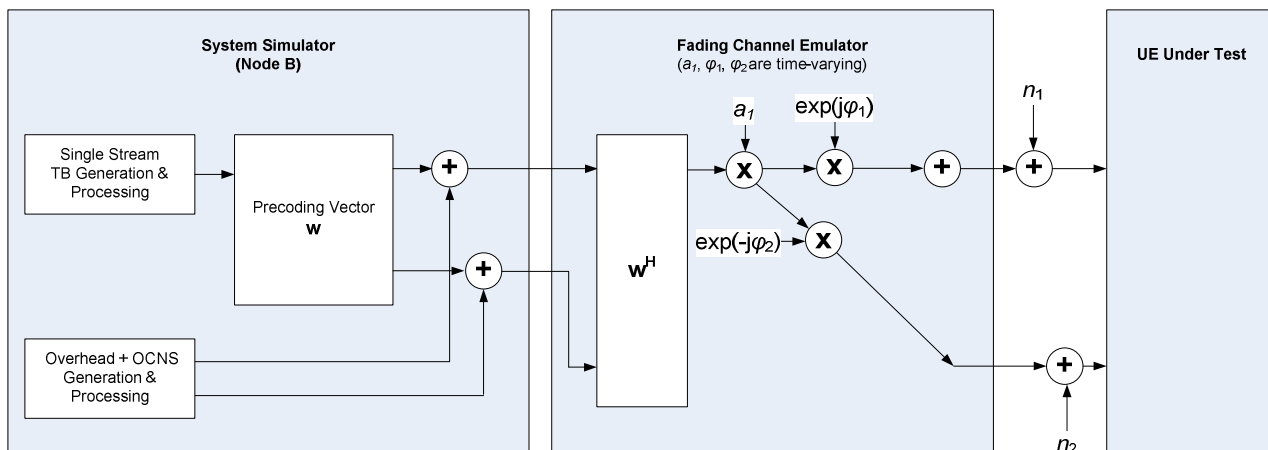 System Simulator
(Node B)
Single Stream
TB Generation &
Processing
Precoding Vector
w
Overhead + OCNS
Generation &
Processing
+
+
Fading Channel Emulator
(a1, φ1, φ2 are time-varying)
w^H
a1
exp(jφ1)
x
x
+
exp(-jφ2)
x
n1
+
+
n2
UE Under Test